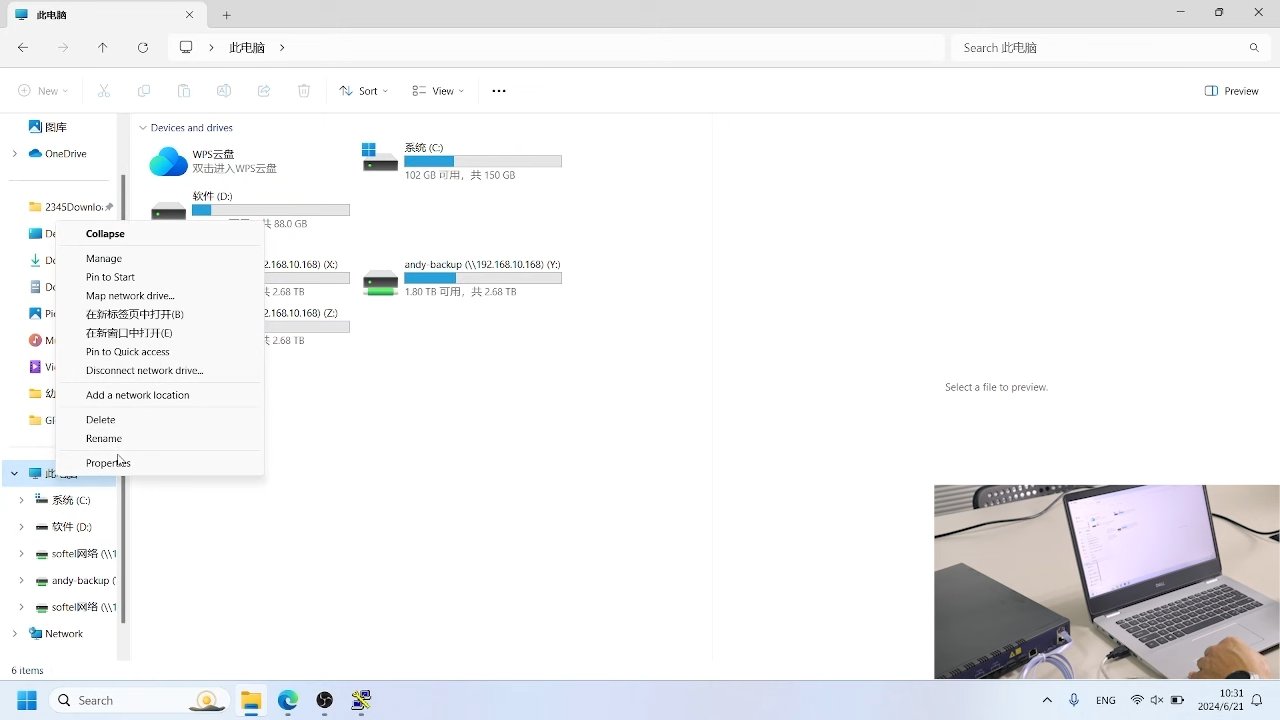 此电脑
此电脑
Search 此电脑
New
Sort
View
Preview
图库
OneDrive
2345Downlo
Devices and drives
WPS云盘
双击进入WPS云盘
系统 (C:)
102 GB 可用，共 150 GB
软件 (D:)
共 88.0 GB
.168.10.168) (X:)
共 2.68 TB
andy-backup (\\192.168.10.168) (Y:)
1.80 TB 可用，共 2.68 TB
.168.10.168) (Z:)
共 2.68 TB
Collapse
Manage
Pin to Start
Map network drive...
在新标签页中打开(B)
在新窗口中打开(E)
Pin to Quick access
Disconnect network drive...
Add a network location
Delete
Rename
Properties
系统 (C:)
软件 (D:)
softell网络 (\\1
andy-backup (
softell网络 (\\1
Network
Select a file to preview.
6 items
Search
ENG
10:31
2024/6/21
DELL